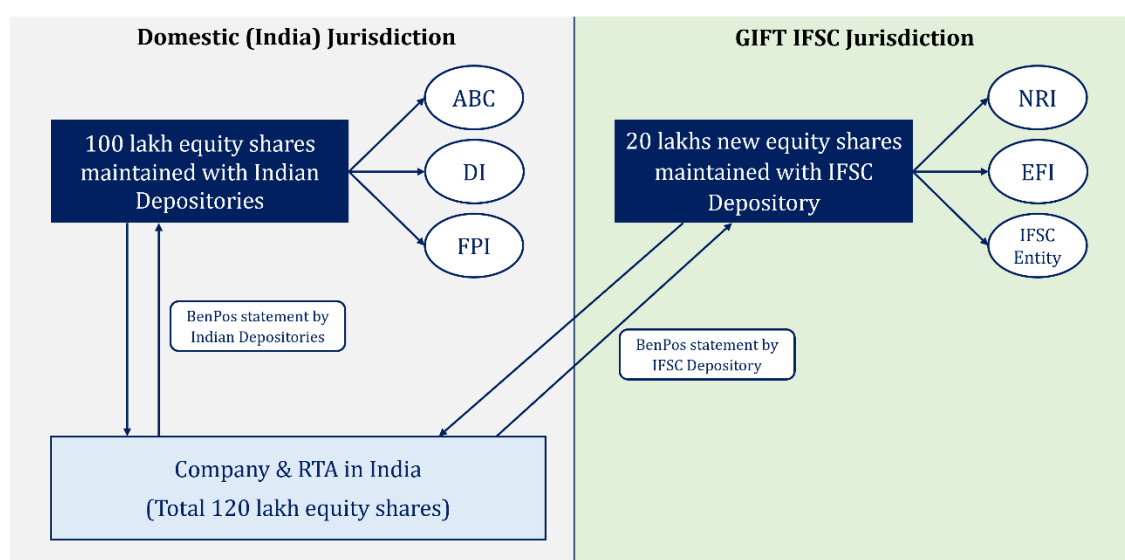 Domestic (India) Jurisdiction
GIFT IFSC Jurisdiction
100 lakh equity shares
maintained with Indian
Depositories
ABC
DI
FPI
20 lakhs new equity shares
maintained with IFSC
Depository
NRI
EFI
IFSC
Entity
BenPos statement by
Indian Depositories
BenPos statement by
IFSC Depository
Company & RTA in India
(Total 120 lakh equity shares)